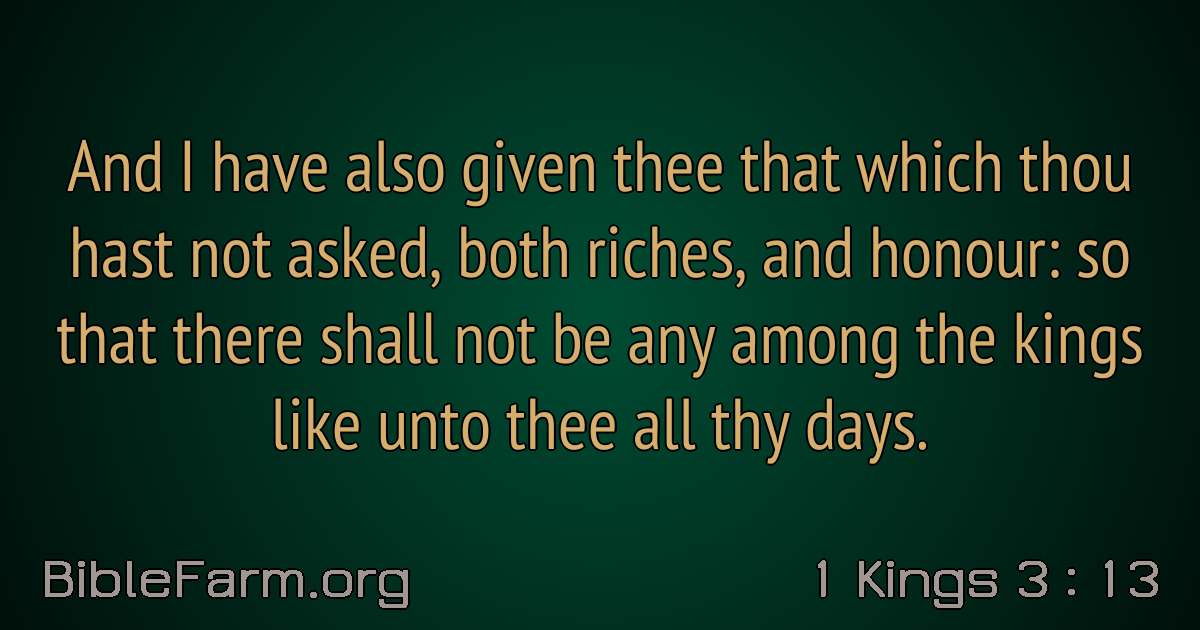 And I have also given thee that which thou
hast not asked, both riches, and honour: so
that there shall not be any among the kings
like unto thee all thy days.
BibleFarm.org
1 Kings 3 : 13